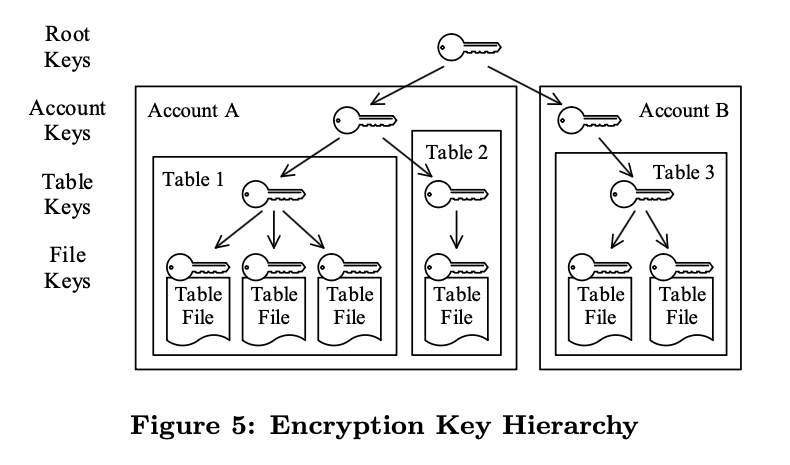 Root
Keys
Account
Keys
Account A
Account B
Table
Keys
Table 1
Table 2
Table 3
File
Keys
Table
File
Table
File
Table
File
Table
File
Table
File
Table
File
Figure 5: Encryption Key Hierarchy